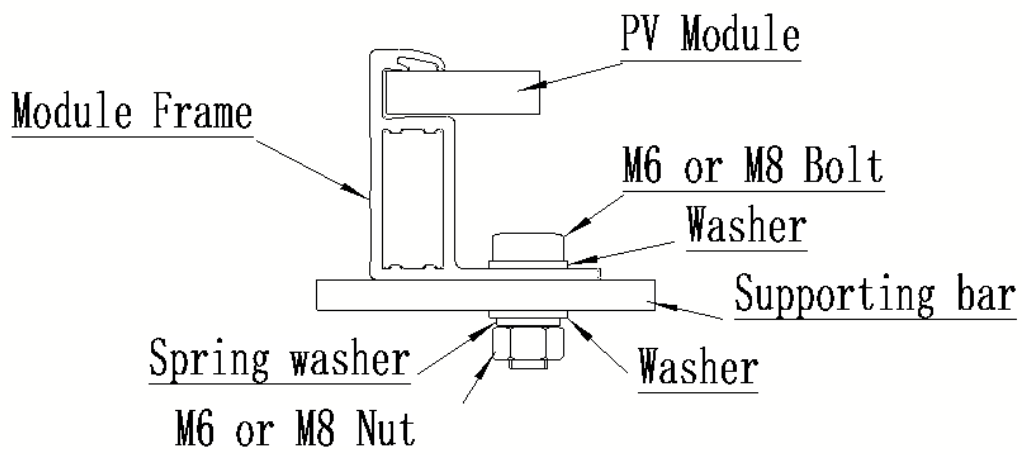 PV Module
Module Frame
M6 or M8 Bolt
Washer
Supporting bar
Spring washer
Washer
M6 or M8 Nut